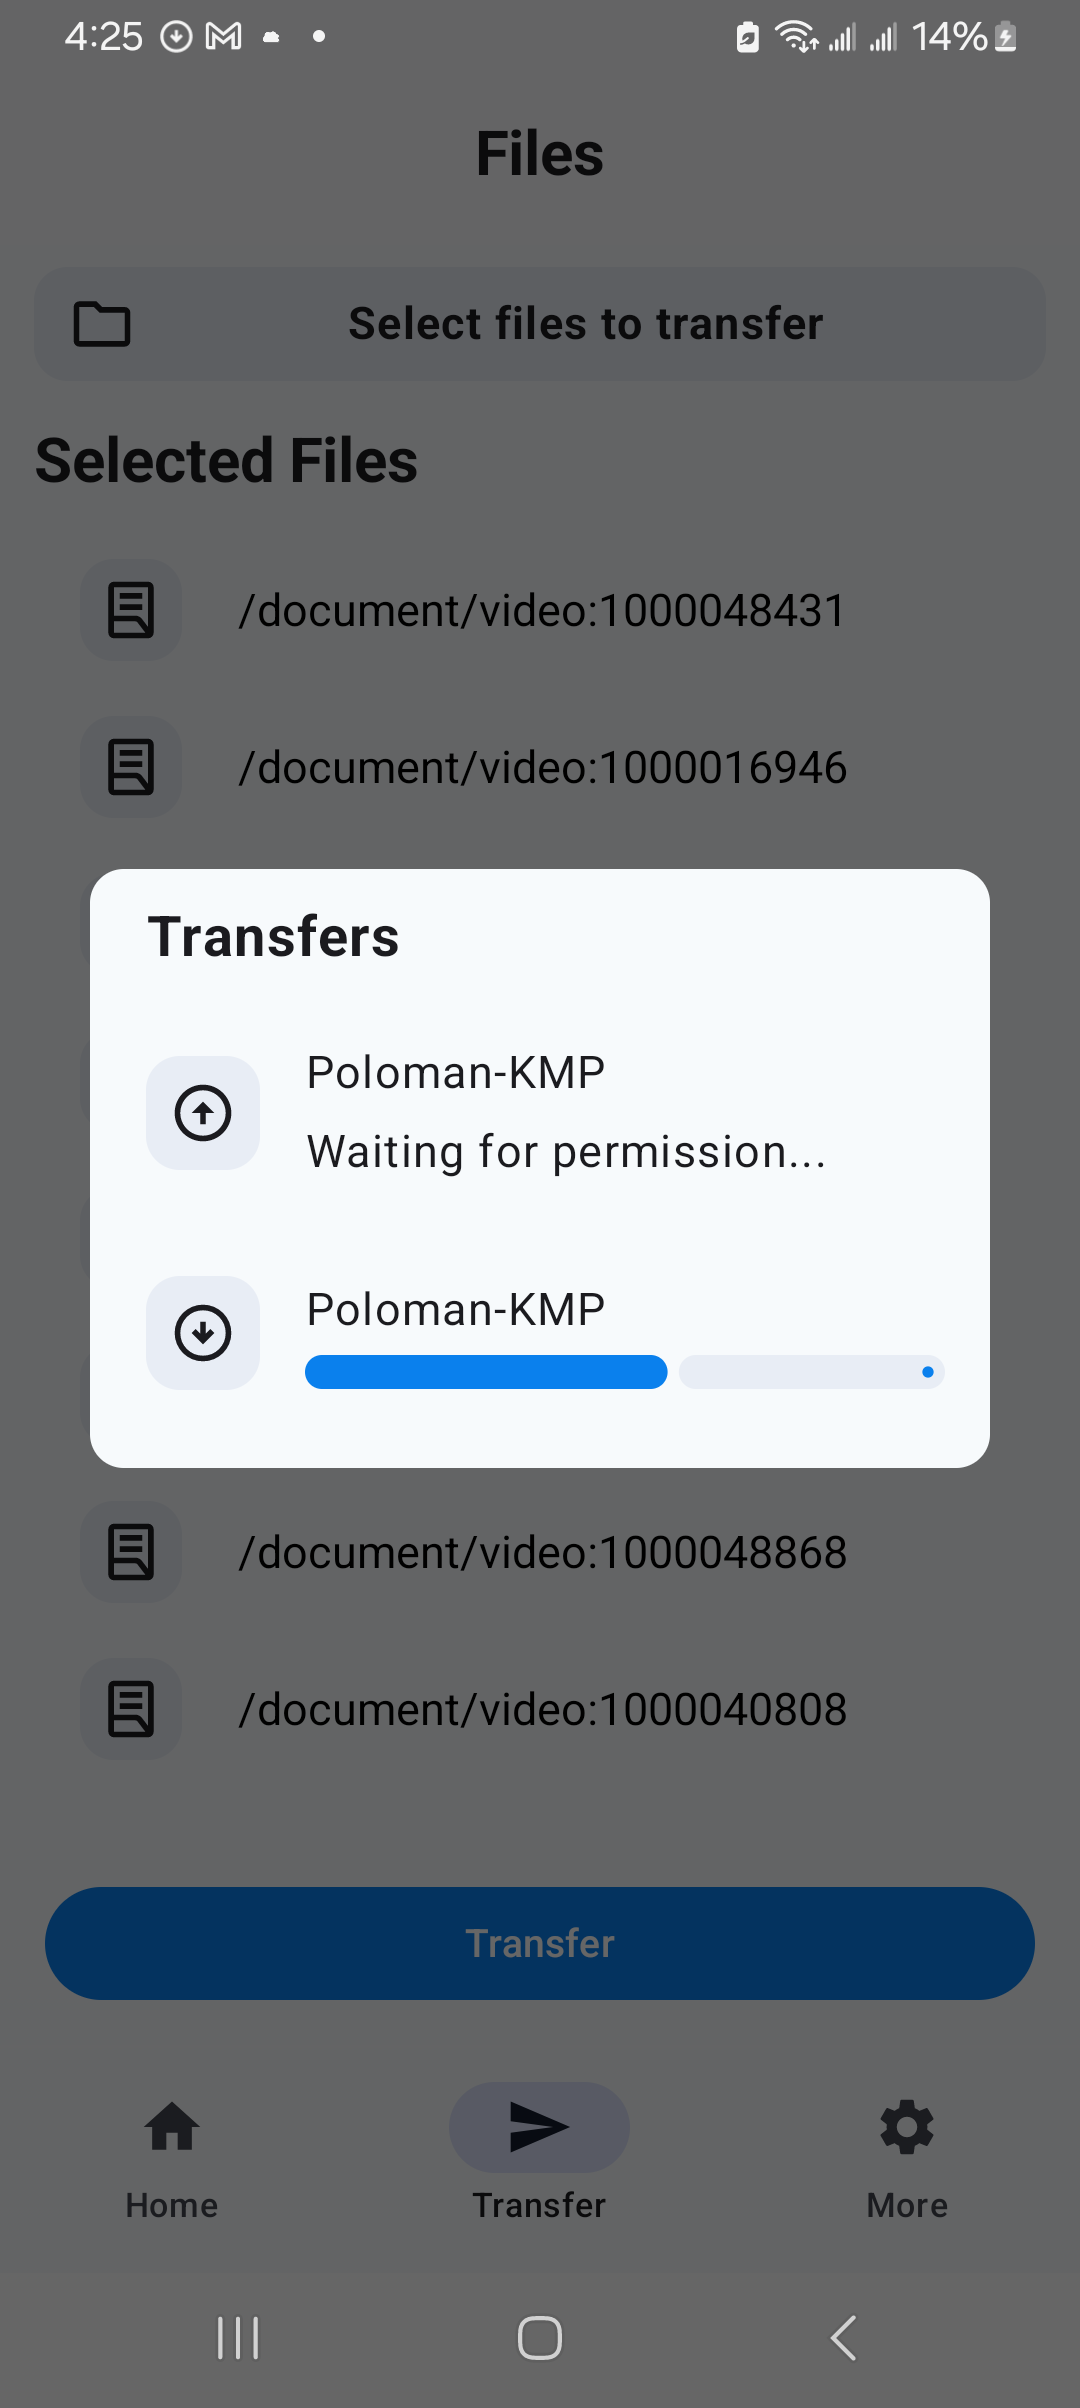 4:25
14%
Files
Select files to transfer
Selected Files
/document/video:1000048431
/document/video:1000016946
Transfers
Poloman-KMP
Waiting for permission...
Poloman-KMP
/document/video:1000048868
/document/video:1000040808
Transfer
Home
Transfer
More